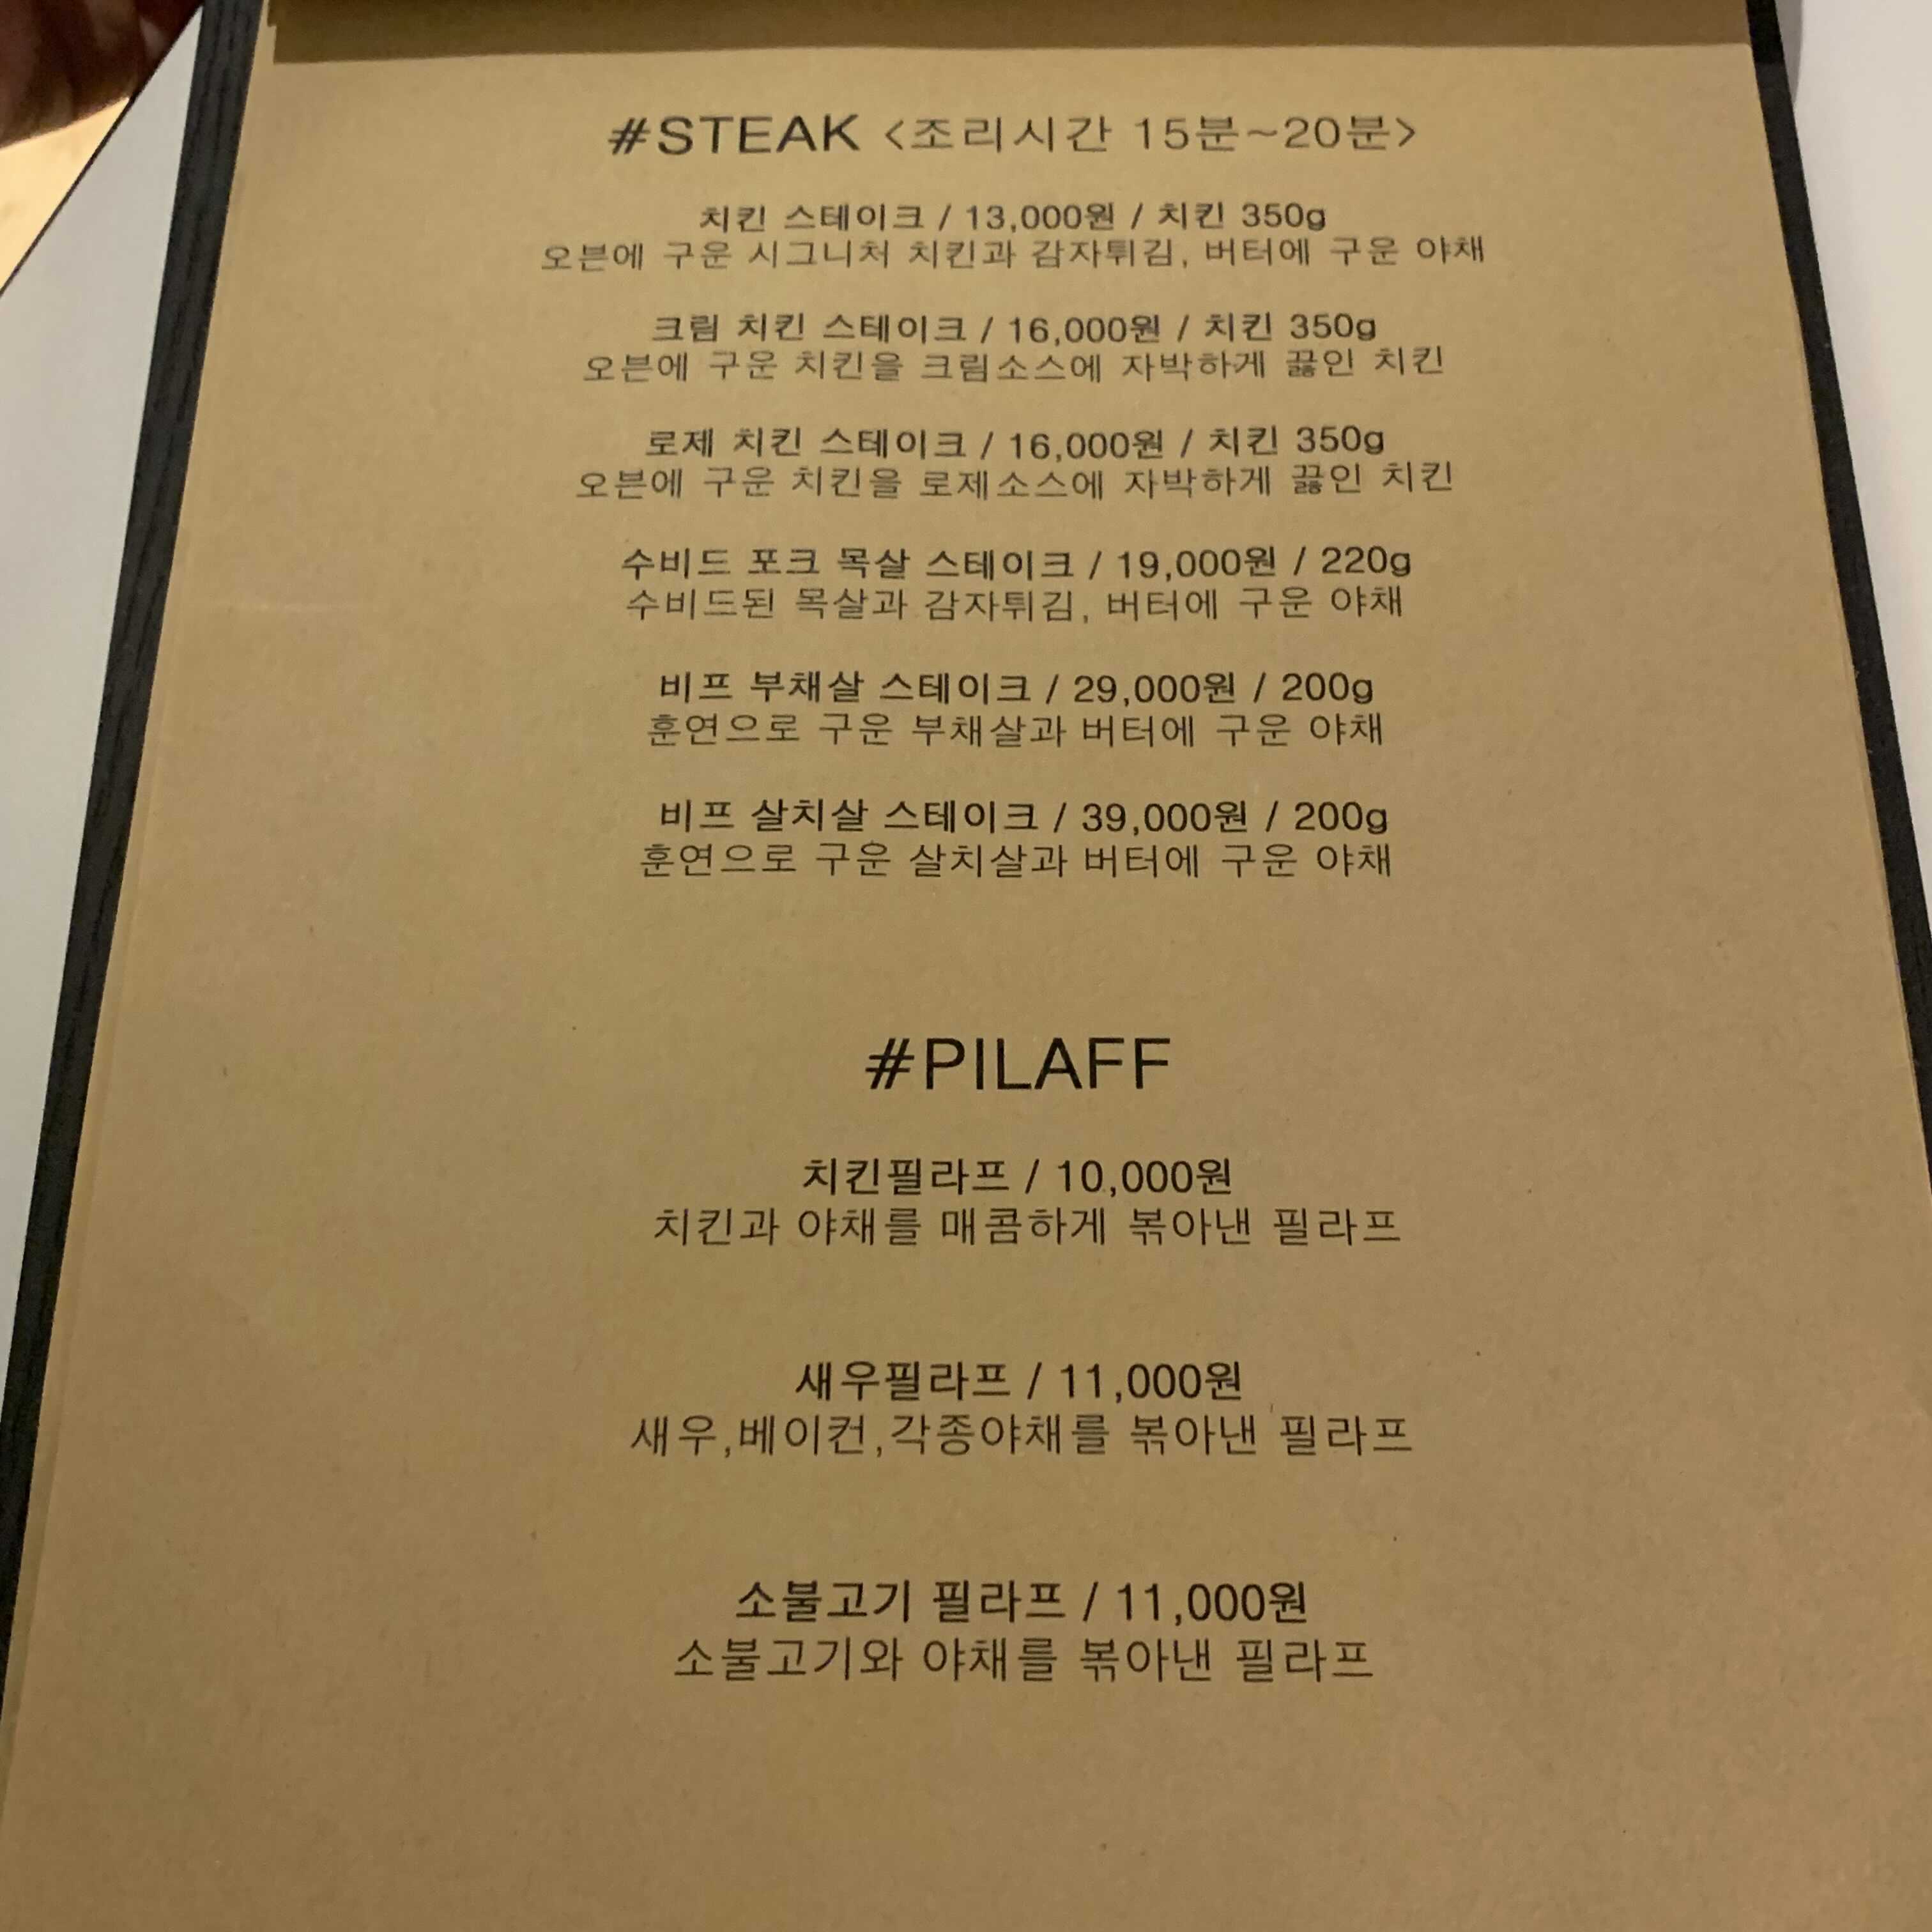 #STEAK <조리시간 15분~20분>
치킨 스테이크 / 13,000원 / 치킨 350g
오븐에 구운 시그니처 치킨과 감자튀김, 버터에 구운 야채
크림 치킨 스테이크 / 16,000원 / 치킨 350g
오븐에 구운 치킨을 크림소스에 자박하게 끓인 치킨
로제 치킨 스테이크 / 16,000원 / 치킨 350g
오븐에 구운 치킨을 로제소스에 자박하게 끓인 치킨
수비드 포크 목살 스테이크 / 19,000원 / 220g
수비드된 목살과 감자튀김, 버터에 구운 야채
비프 부채살 스테이크 / 29,000원 / 200g
훈연으로 구운 부채살과 버터에 구운 야채
비프 살치살 스테이크 / 39,000원 / 200g
훈연으로 구운 살치살과 버터에 구운 야채
#PILAFF
치킨필라프 / 10,000원
치킨과 야채를 매콤하게 볶아낸 필라프
새우필라프 / 11,000원
새우,베이컨,각종야채를 볶아낸 필라프
소불고기 필라프 / 11,000원
소불고기와 야채를 볶아낸 필라프